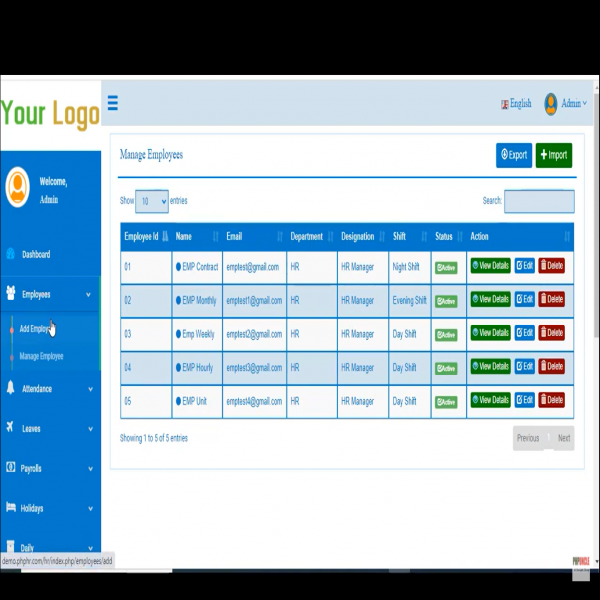 Your Logo
English
Admin
Welcome,
Admin
Dashboard
Employees
Add Employ
Manage Employee
Attendance
Leaves
Payrolls
Holidays
Daily
Manage Employees
Export
Import
Show 10 entries
Search:
Employee Id Name Email Department Designation Shift Status Action
01 EMP Contract emptest@gmail.com HR HR Manager Night Shift Active View Details Edit Delete
02 EMP Monthly emptest1@gmail.com HR HR Manager Evening Shift Active View Details Edit Delete
03 Emp Weekly emptest2@gmail.com HR HR Manager Day Shift Active View Details Edit Delete
04 EMP Hourly emptest3@gmail.com HR HR Manager Day Shift Active View Details Edit Delete
05 EMP Unit emptest4@gmail.com HR HR Manager Day Shift Active View Details Edit Delete
Showing 1 to 5 of 5 entries
Previous 1 Next
demo.phphr.com/hr/index.php/employees/add